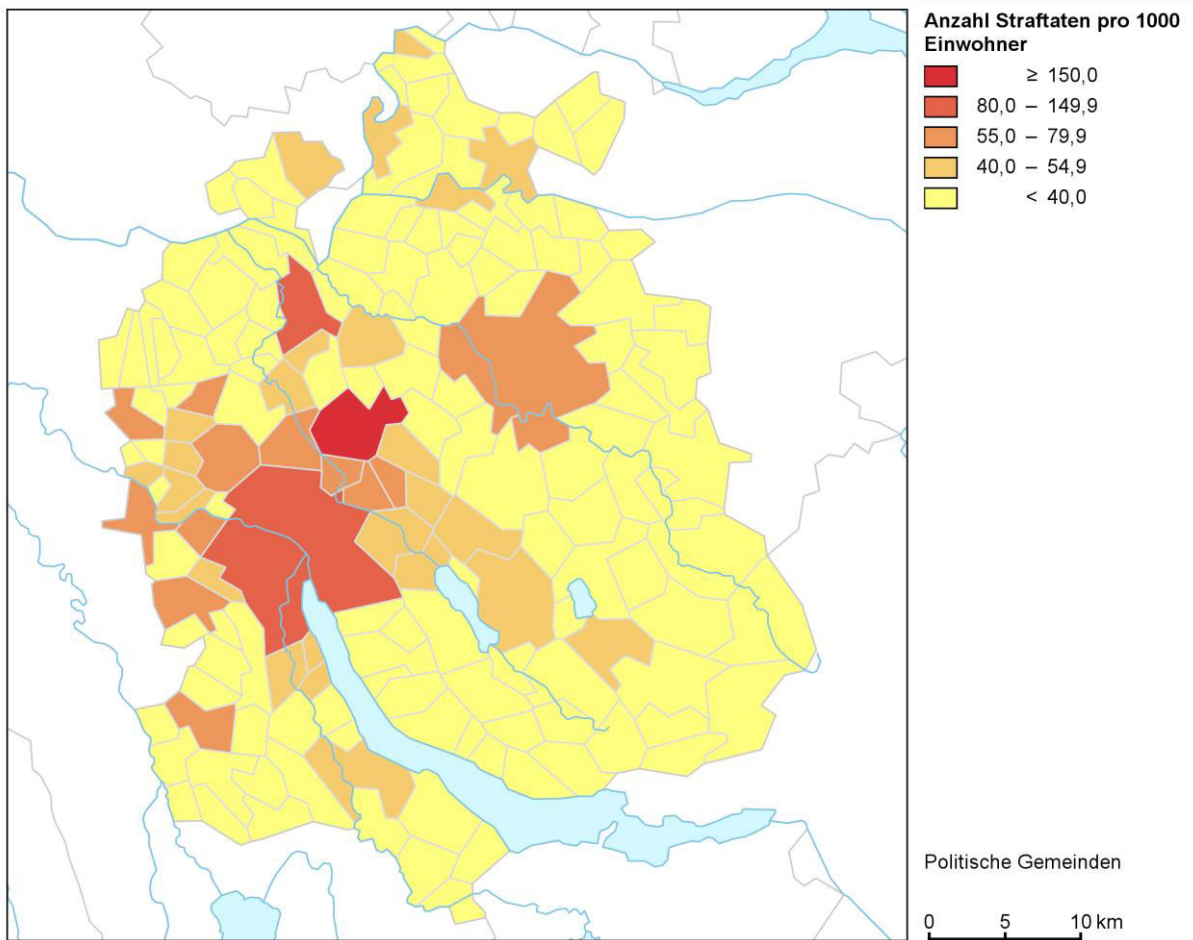 Anzahl Straftaten pro 1000
Einwohner
≥ 150,0
80,0 – 149,9
55,0 – 79,9
40,0 – 54,9
< 40,0
Politische Gemeinden
0 5 10 km